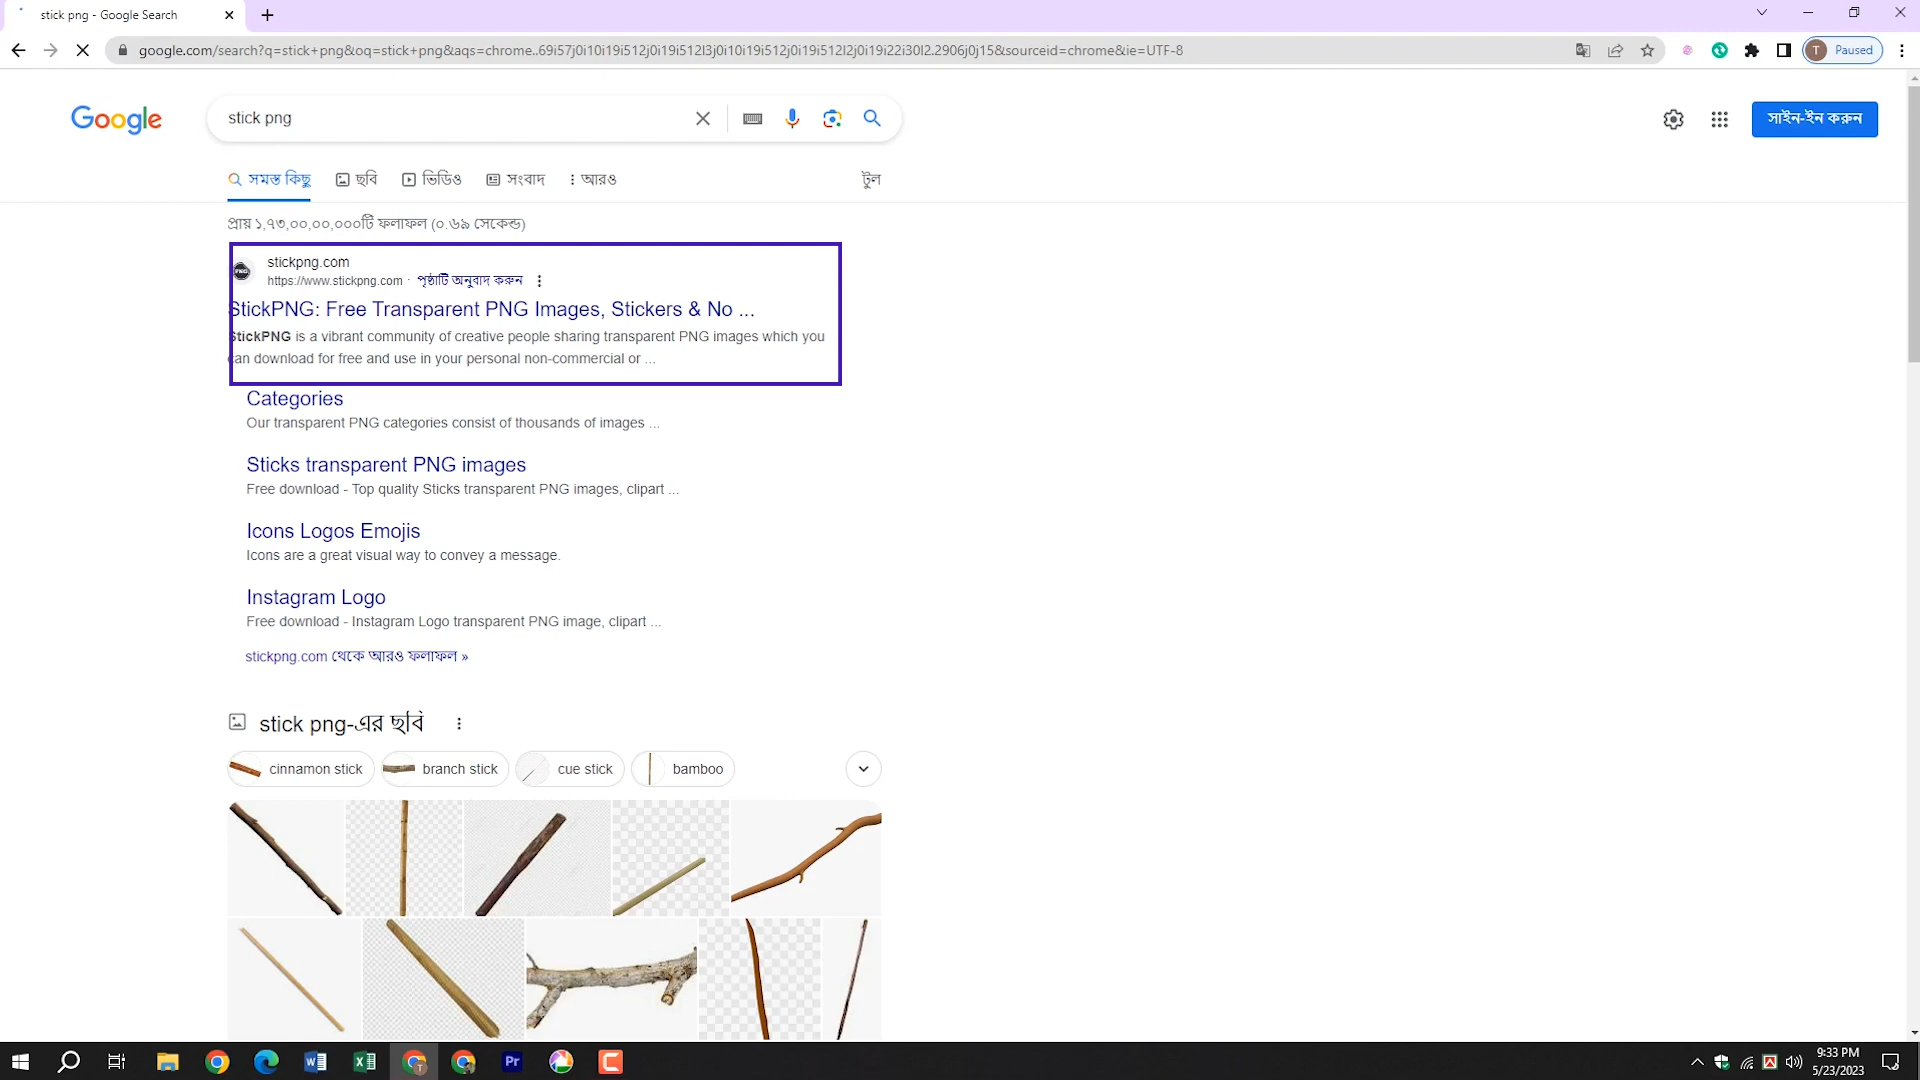 stick png - Google Search
google.com/search?q=stick+png&oq=stick+png&aqs=chrome..69i57j0i10i19i512j0i19i512l3j0i10i19i512j0i19i512l2j0i19i22i30l2.2906j0j15&sourceid=chrome&ie=UTF-8
T Paused
Google
stick png
সাইন-ইন করুন
সমস্ত কিছু ছবি ভিডিও সংবাদ আরও টুল
প্রায় ১,৭৩,০০,০০,০০০টি ফলাফল (০.৬৯ সেকেন্ড)
PNG
stickpng.com
https://www.stickpng.com · পৃষ্ঠাটি অনুবাদ করুন
StickPNG: Free Transparent PNG Images, Stickers & No ...
StickPNG is a vibrant community of creative people sharing transparent PNG images which you
can download for free and use in your personal non-commercial or ...
Categories
Our transparent PNG categories consist of thousands of images ...
Sticks transparent PNG images
Free download - Top quality Sticks transparent PNG images, clipart ...
Icons Logos Emojis
Icons are a great visual way to convey a message.
Instagram Logo
Free download - Instagram Logo transparent PNG image, clipart ...
stickpng.com থেকে আরও ফলাফল »
stick png-এর ছবি
cinnamon stick branch stick cue stick bamboo
Pr
9:33 PM
5/23/2023